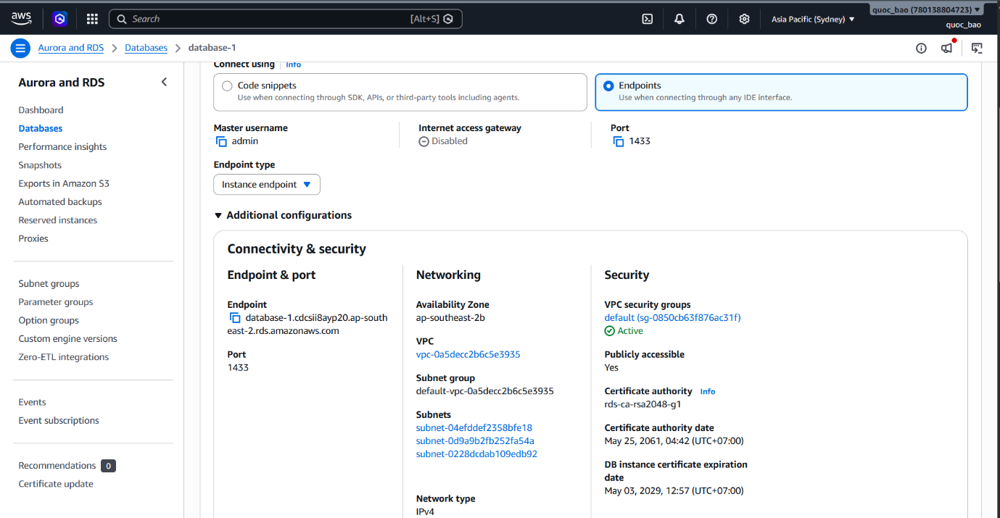 aws
Search
[Alt+S]
Asia Pacific (Sydney)
quoc_bao (780138804723)
quoc_bao
Aurora and RDS
Databases
database-1
Aurora and RDS
Dashboard
Databases
Performance insights
Snapshots
Exports in Amazon S3
Automated backups
Reserved instances
Proxies
Subnet groups
Parameter groups
Option groups
Custom engine versions
Zero-ETL integrations
Events
Event subscriptions
Recommendations 0
Certificate update
Connect using Info
Code snippets
Use when connecting through SDK, APIs, or third-party tools including agents.
Endpoints
Use when connecting through any IDE interface.
Master username
admin
Internet access gateway
Disabled
Port
1433
Endpoint type
Instance endpoint
Additional configurations
Connectivity & security
Endpoint & port
Endpoint
database-1.cdcsii8ayp20.ap-south
east-2.rds.amazonaws.com
Port
1433
Networking
Availability Zone
ap-southeast-2b
VPC
vpc-0a5decc2b6c5e3935
Subnet group
default-vpc-0a5decc2b6c5e3935
Subnets
subnet-04efddef2358bfe18
subnet-0d9a9b2fb252fa54a
subnet-0228dcdab109edb92
Network type
IPv4
Security
VPC security groups
default (sg-0850cb63f876ac31f)
Active
Publicly accessible
Yes
Certificate authority Info
rds-ca-rsa2048-g1
Certificate authority date
May 25, 2061, 04:42 (UTC+07:00)
DB instance certificate expiration
date
May 03, 2029, 12:57 (UTC+07:00)